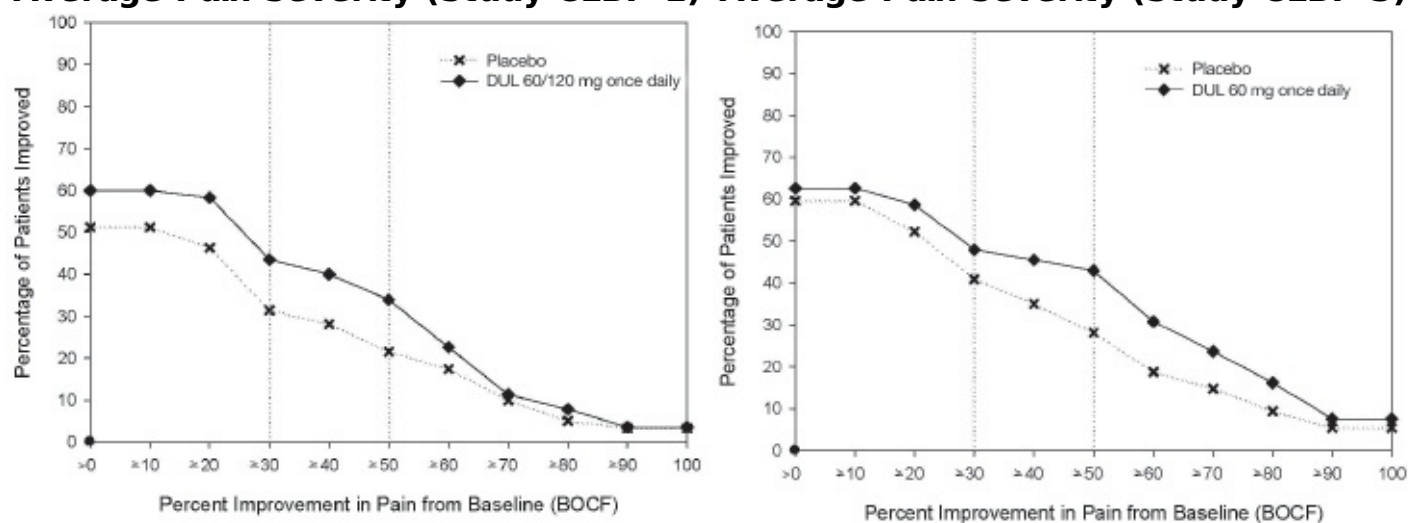 Average Pain Severity (Study Average Pain Severity (Study
Percentage of Patients Improved
100
90
80
70
60
50
40
30
20
10
0
Placebo
DUL 60/120 mg once daily
>0 ≥10 ≥20 ≥30 ≥40 ≥50 ≥60 ≥70 ≥80 ≥90 100
Percent Improvement in Pain from Baseline (BOCF)
Percentage of Patients Improved
100
90
80
70
60
50
40
30
20
10
0
Placebo
DUL 60 mg once daily
>0 ≥10 ≥20 ≥30 ≥40 ≥50 ≥60 ≥70 ≥80 ≥90 100
Percent Improvement in Pain from Baseline (BOCF)